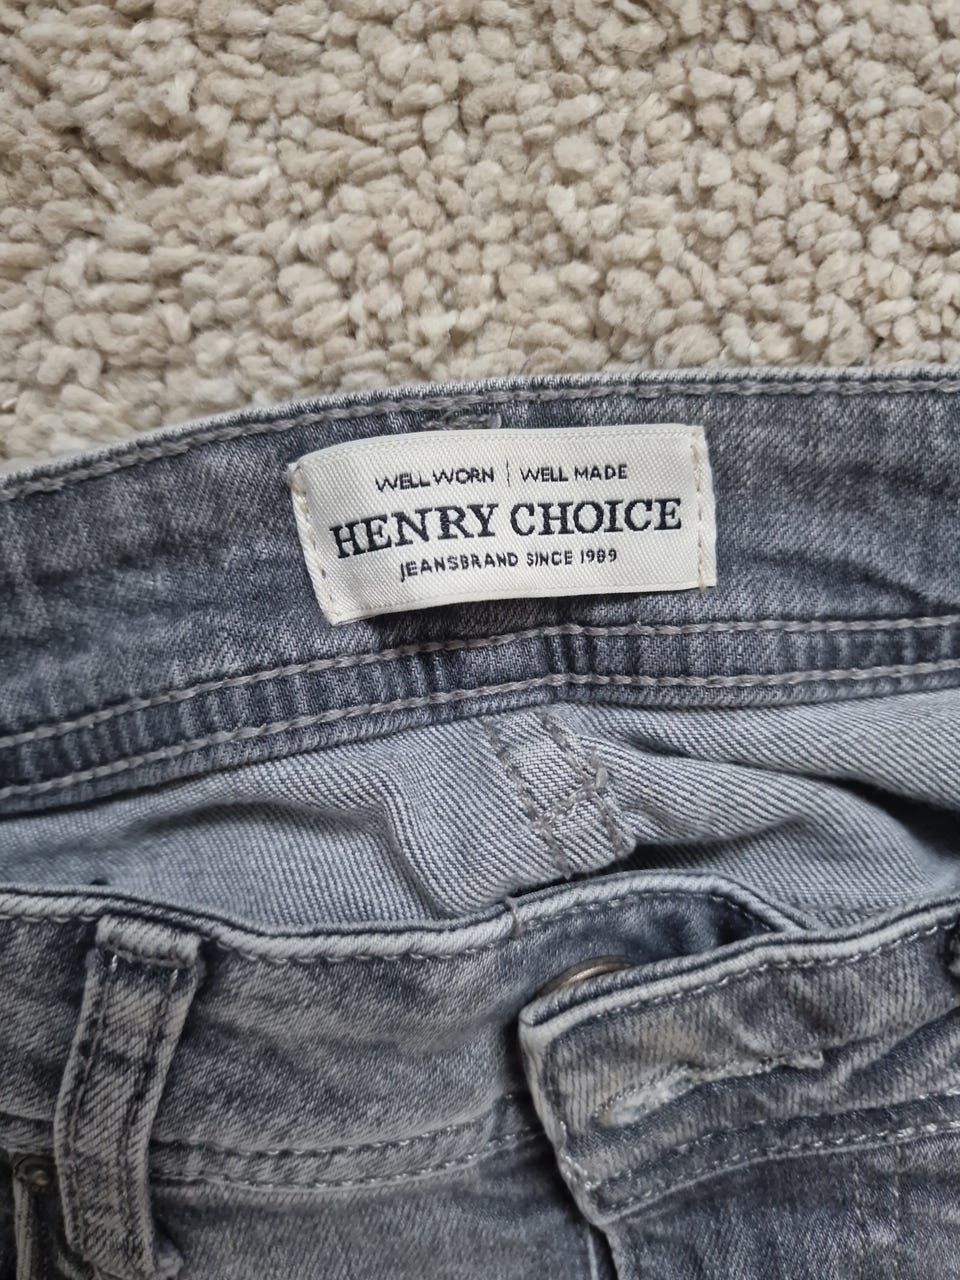 WELL WORN | WELL MADE
HENRY CHOICE
JEANSBRAND SINCE 1989